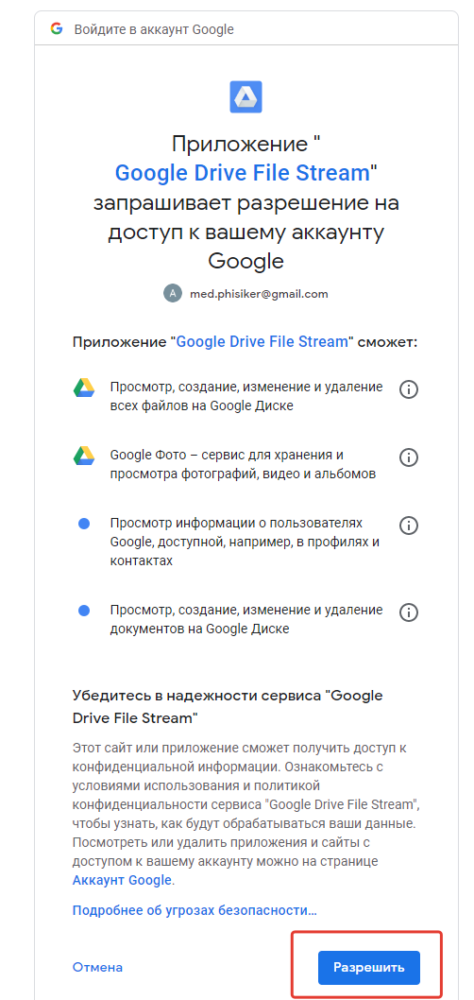 Войдите в аккаунт Google
Приложение "
Google Drive File Stream"
запрашивает разрешение на
доступ к вашему аккаунту
Google
A med.phisiker@gmail.com
Приложение "Google Drive File Stream" сможет:
Просмотр, создание, изменение и удаление
всех файлов на Google Диске
Google Фото – сервис для хранения и
просмотра фотографий, видео и альбомов
Просмотр информации о пользователях
Google, доступной, например, в профилях и
контактах
Просмотр, создание, изменение и удаление
документов на Google Диске
Убедитесь в надежности сервиса "Google
Drive File Stream"
Этот сайт или приложение сможет получить доступ к
конфиденциальной информации. Ознакомьтесь с
условиями использования и политикой
конфиденциальности сервиса "Google Drive File Stream",
чтобы узнать, как будут обрабатываться ваши данные.
Посмотреть или удалить приложения и сайты с
доступом к вашему аккаунту можно на странице
Аккаунт Google.
Подробнее об угрозах безопасности...
Отмена Разрешить